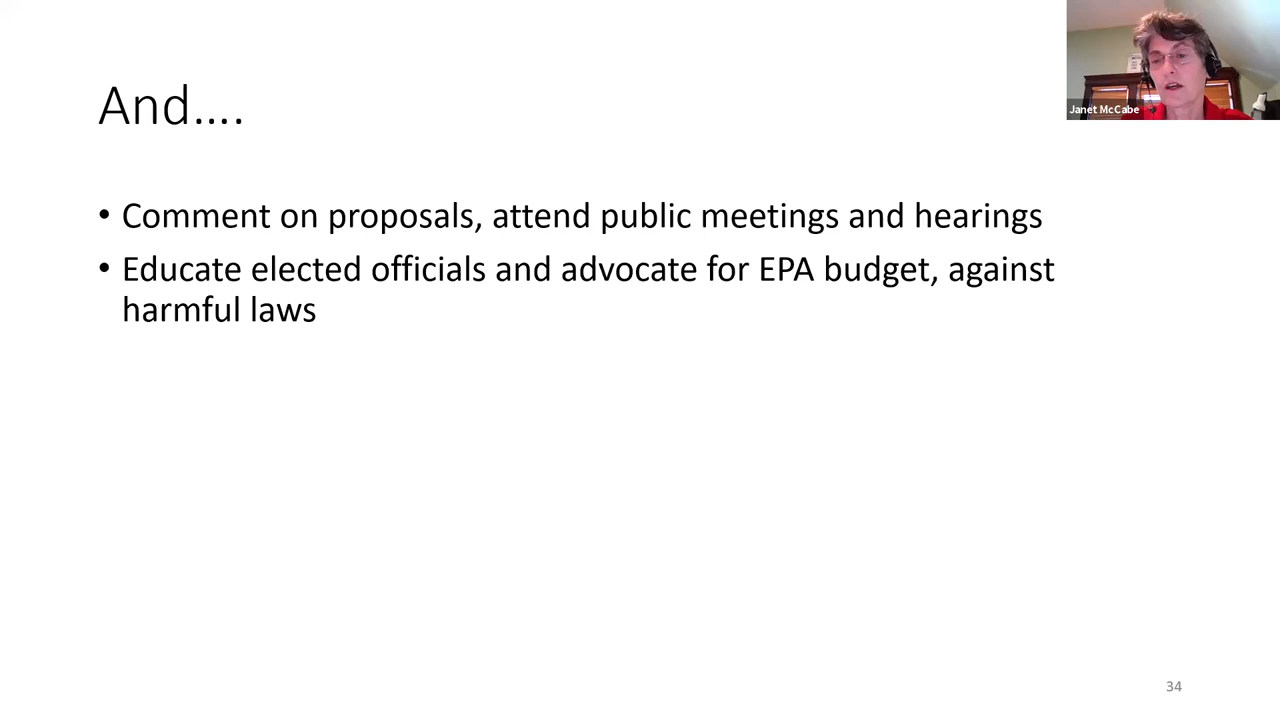 And....
Janet McCabe
• Comment on proposals, attend public meetings and hearings
• Educate elected officials and advocate for EPA budget, against
harmful laws
34